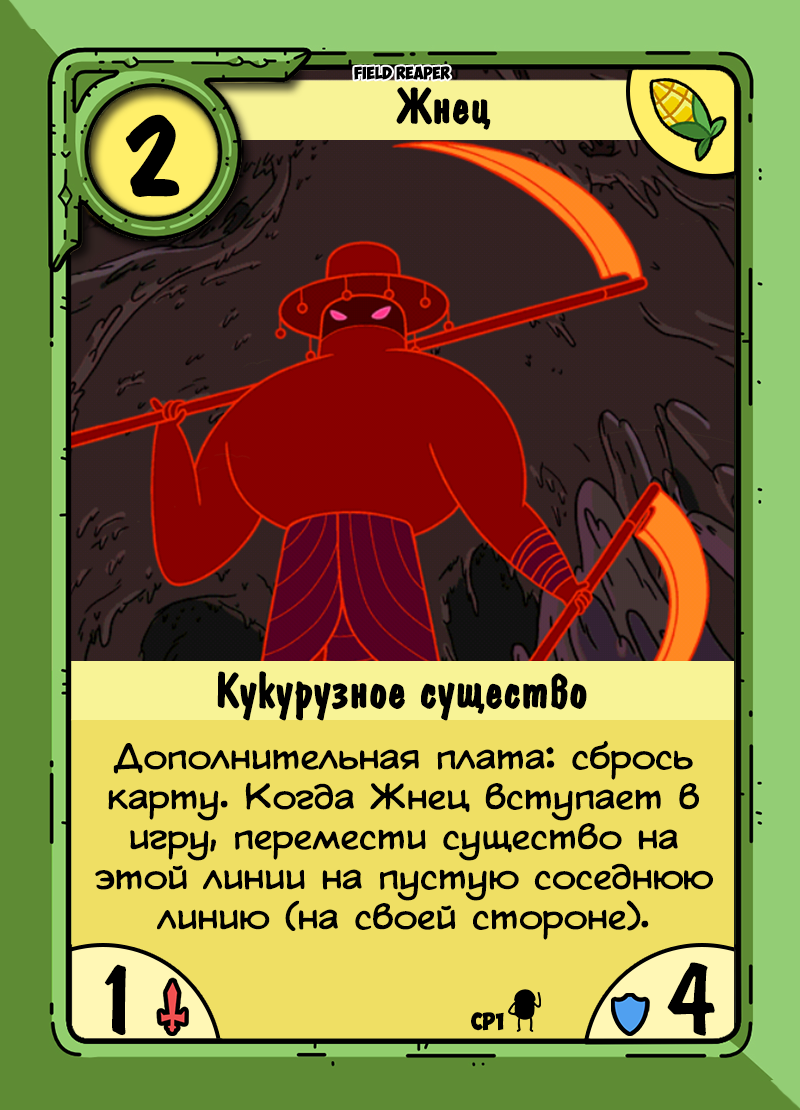 FIELD REAPER
Жнец
2
Кукурузное существо
Дополнительная плата: сбрось
карту. Когда Жнец вступает в
игру, перемести существо на
этой линии на пустую соседнюю
линию (на своей стороне).
1
CP1
4